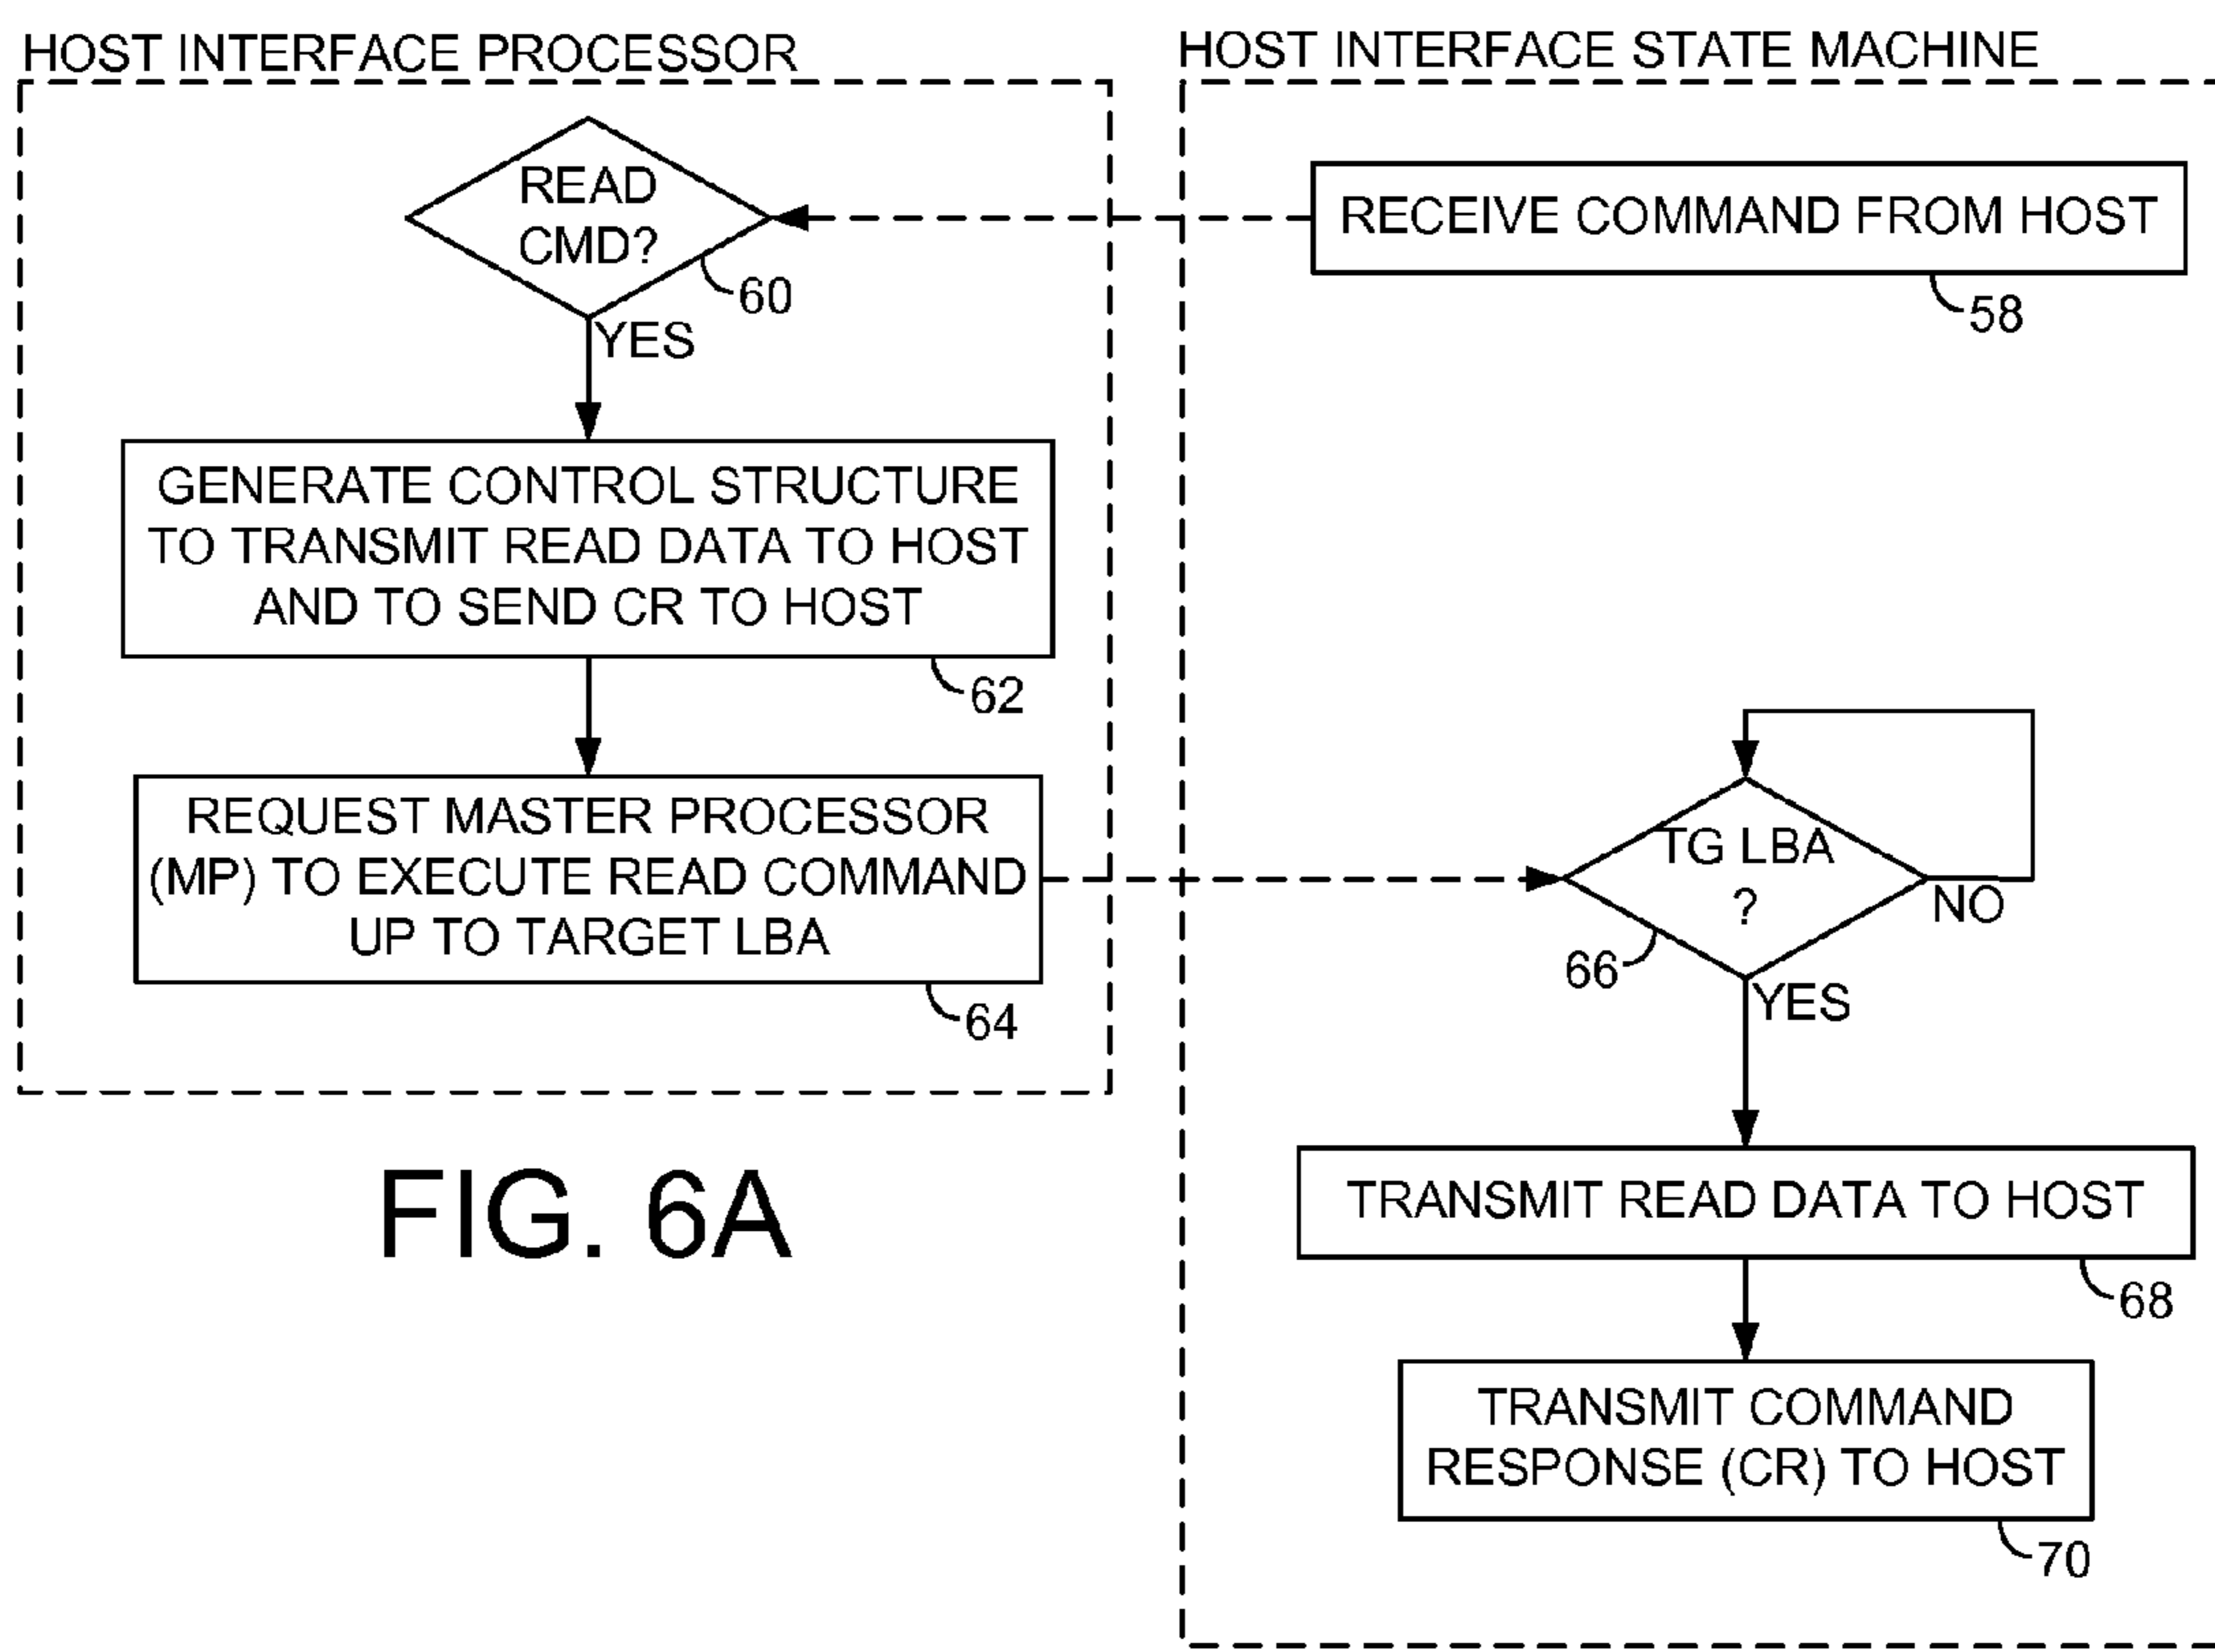 HOST INTERFACE PROCESSOR
READ
CMD?
60
YES
GENERATE CONTROL STRUCTURE
TO TRANSMIT READ DATA TO HOST
AND TO SEND CR TO HOST
62
REQUEST MASTER PROCESSOR
(MP) TO EXECUTE READ COMMAND
UP TO TARGET LBA
64
FIG. 6A
HOST INTERFACE STATE MACHINE
RECEIVE COMMAND FROM HOST
58
TG LBA
?
NO
66
YES
TRANSMIT READ DATA TO HOST
68
TRANSMIT COMMAND
RESPONSE (CR) TO HOST
70